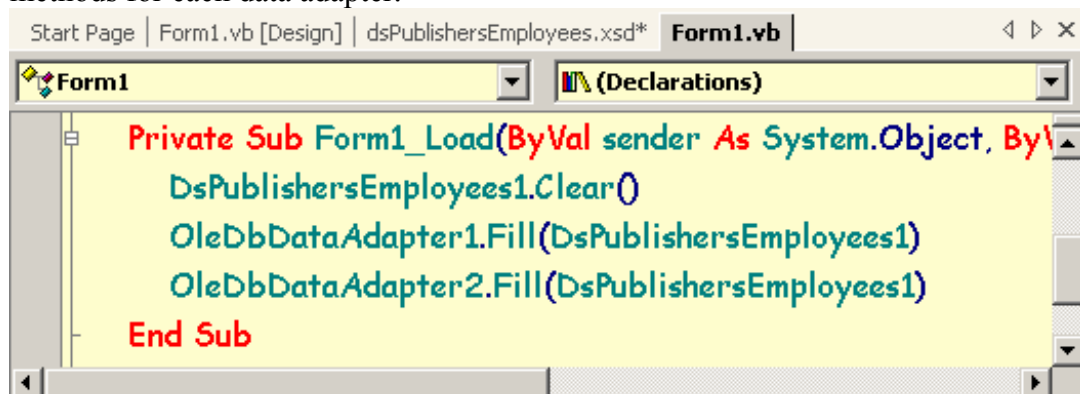 methods for each data adapter.
Start Page | Form1.vb [Design] | dsPublishersEmployees.xsd* Form1.vb
Form1 (Declarations)
Private Sub Form1_Load(ByVal sender As System.Object, ByV
DsPublishersEmployees1.Clear()
OleDbDataAdapter1.Fill(DsPublishersEmployees1)
OleDbDataAdapter2.Fill(DsPublishersEmployees1)
End Sub